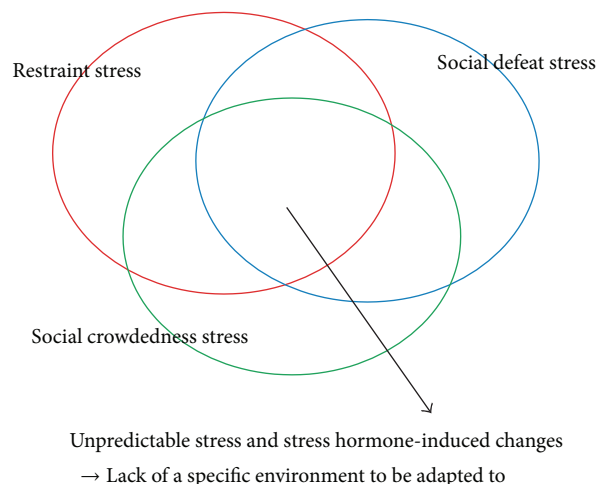 Restraint stress
Social defeat stress
Social crowdedness stress
Unpredictable stress and stress hormone-induced changes
→ Lack of a specific environment to be adapted to